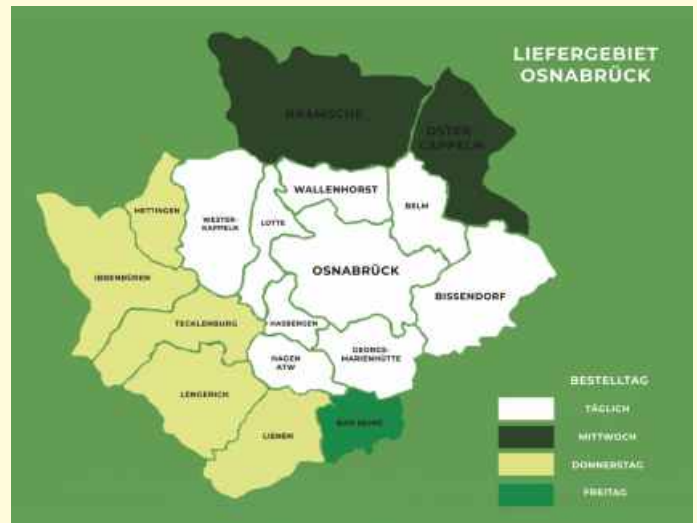 LIEFERGEBIET
OSNABRÜCK
BRAMSCHE
OSTER-
CAPPELN
WALLENHORST
BELM
METTINGEN
WESTER-
KAPPELN
LOTTE
OSNABRÜCK
IBBENBÜREN
BISSENDORF
TECKLENBURG
HASBERGEN
GEORGS-
MARIENHÜTTE
HAGEN
ATW
LENGERICH
LIENEN
BAD IBURG
BESTELLTAG
TÄGLICH
MITTWOCH
DONNERSTAG
FREITAG